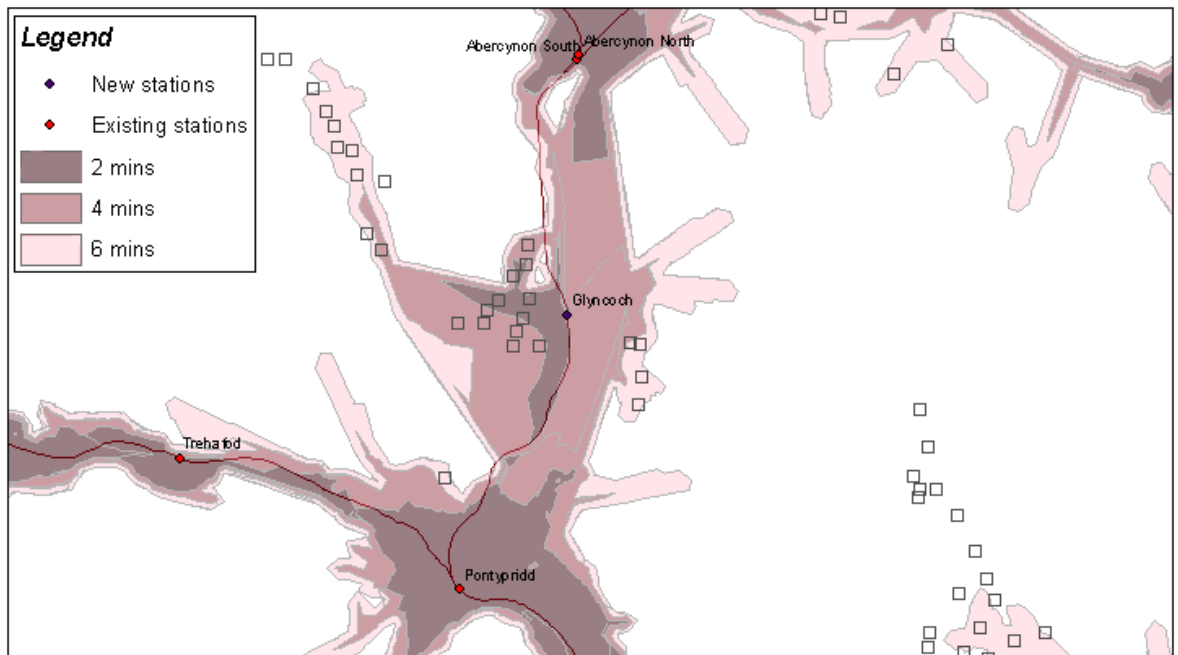 Legend
New stations
Existing stations
2 mins
4 mins
6 mins
Abercynon South
Abercynon North
Glyncoch
Trehafod
Pontypridd